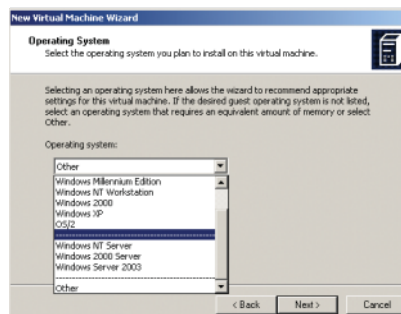 New Virtual Machine Wizard
Operating System
Select the operating system you plan to install on this virtual machine.
Selecting an operating system here allows the wizard to recommend appropriate
settings for this virtual machine. If the desired guest operating system is not listed,
select an operating system that requires an equivalent amount of memory or select
Other.
Operating system:
Other
Windows Millennium Edition
Windows NT Workstation
Windows 2000
Windows XP
OS/2
Windows NT Server
Windows 2000 Server
Windows Server 2003
Other
< Back Next > Cancel